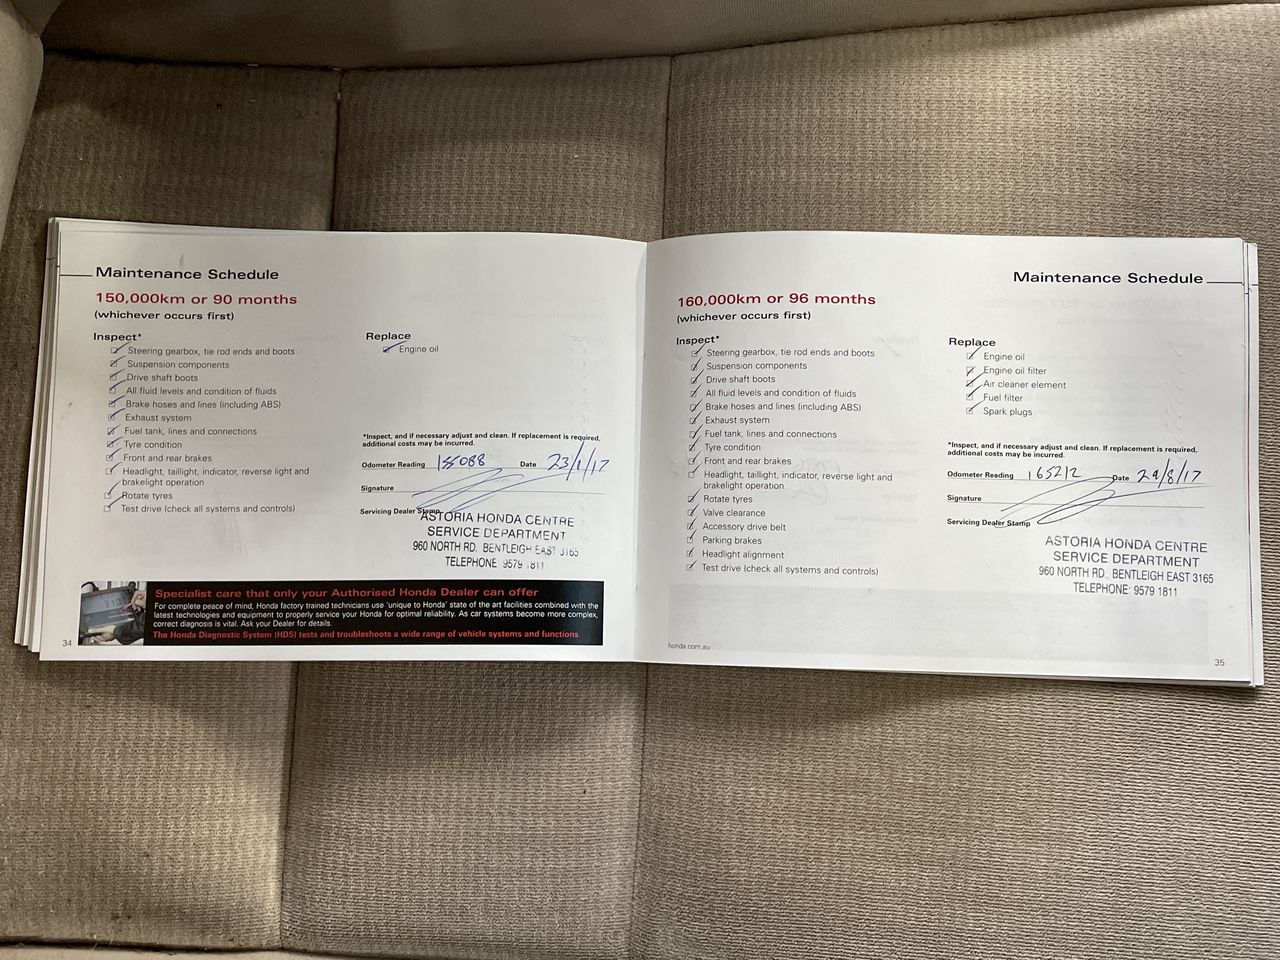 Maintenance Schedule
150,000km or 90 months
(whichever occurs first)
Inspect*
Steering gearbox, tie rod ends and boots
Suspension components
Drive shaft boots
All fluid levels and condition of fluids
Brake hoses and lines (including ABS)
Exhaust system
Fuel tank, lines and connections
Tyre condition
Front and rear brakes
Headlight, taillight, indicator, reverse light and
brakelight operation
Rotate tyres
Test drive (check all systems and controls)
Replace
Engine oil
*Inspect, and if necessary adjust and clean. If replacement is required,
additional costs may be incurred.
Odometer Reading 155088 Date 23/1/17
Signature
Servicing Dealer Stamp
ASTORIA HONDA CENTRE
SERVICE DEPARTMENT
960 NORTH RD. BENTLEIGH EAST 3165
TELEPHONE 9579 1811
Specialist care that only your Authorised Honda Dealer can offer
For complete peace of mind, Honda factory trained technicians use 'unique to Honda' state of the art facilities combined with the
latest technologies and equipment to properly service your Honda for optimal reliability. As car systems become more complex,
correct diagnosis is vital. Ask your Dealer for details.
The Honda Diagnostic System (HDS) tests and troubleshoots a wide range of vehicle systems and functions.
34
Maintenance Schedule
160,000km or 96 months
(whichever occurs first)
Inspect*
Steering gearbox, tie rod ends and boots
Suspension components
Drive shaft boots
All fluid levels and condition of fluids
Brake hoses and lines (including ABS)
Exhaust system
Fuel tank, lines and connections
Tyre condition
Front and rear brakes
Headlight, taillight, indicator, reverse light and
brakelight operation
Rotate tyres
Valve clearance
Accessory drive belt
Parking brakes
Headlight alignment
Test drive (check all systems and controls)
Replace
Engine oil
Engine oil filter
Air cleaner element
Fuel filter
Spark plugs
*Inspect, and if necessary adjust and clean. If replacement is required,
additional costs may be incurred.
Odometer Reading 165212 Date 29/8/17
Signature
Servicing Dealer Stamp
ASTORIA HONDA CENTRE
SERVICE DEPARTMENT
960 NORTH RD., BENTLEIGH EAST 3165
TELEPHONE: 9579 1811
honda.com.au
35